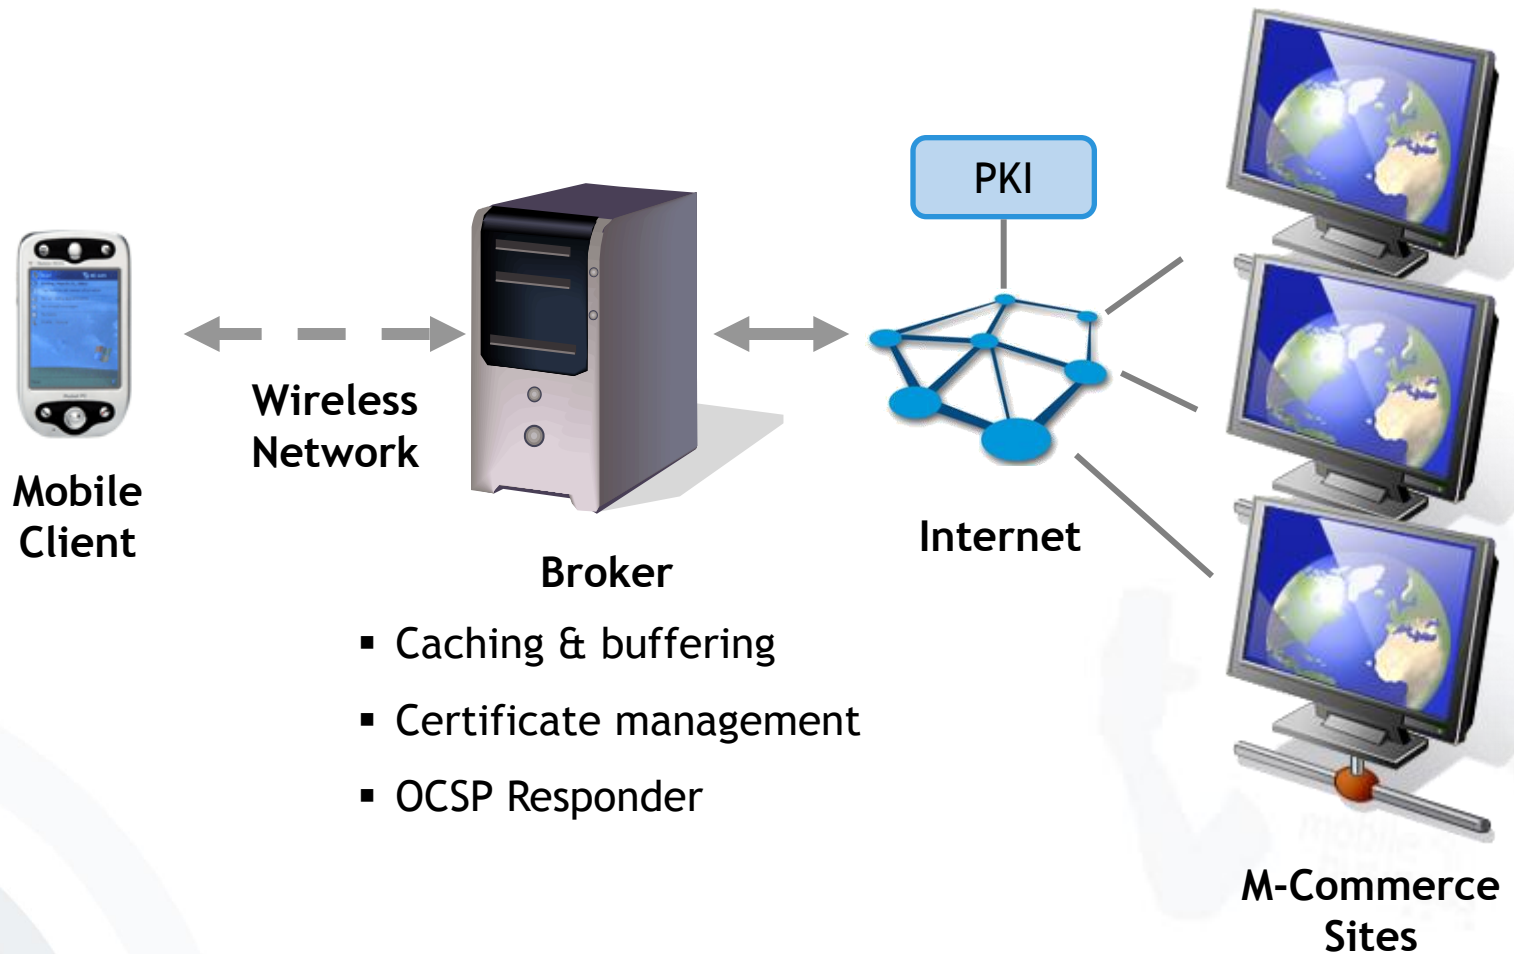 PKI
Wireless
Network
Mobile
Client
Internet
Broker
▪ Caching & buffering
▪ Certificate management
▪ OCSP Responder
M-Commerce
Sites